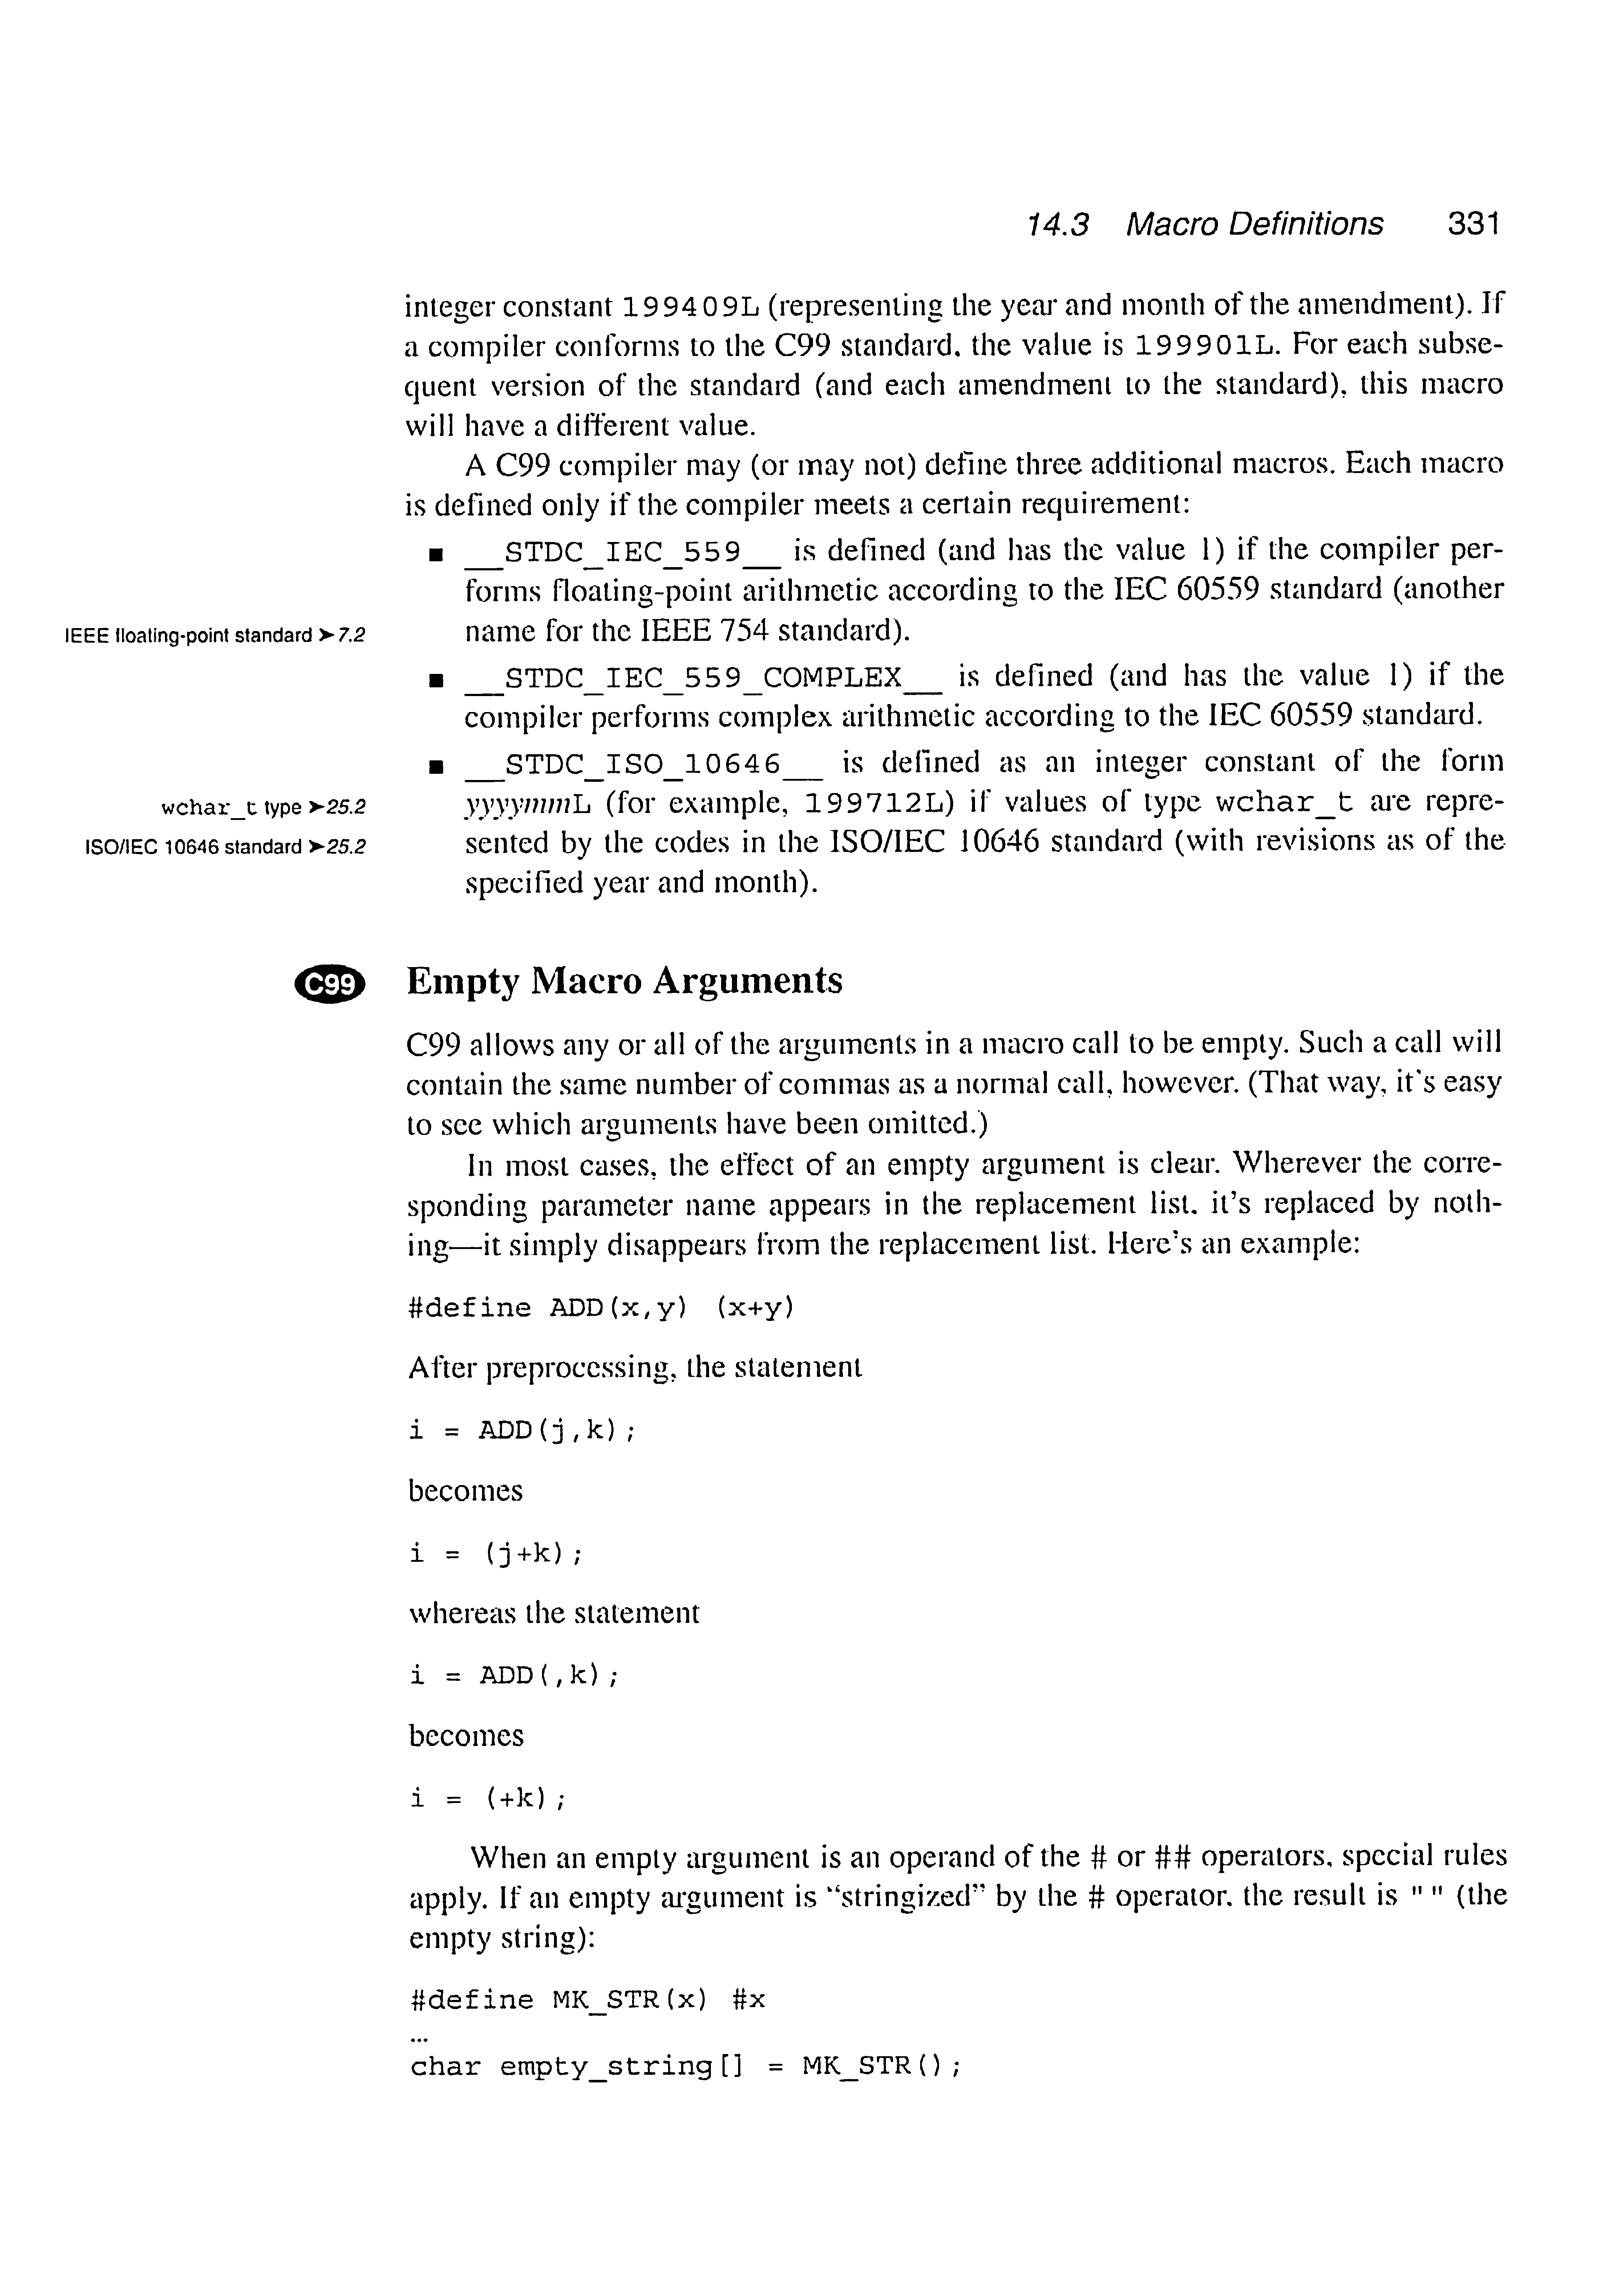 14.3 Macro Definitions 331
integer constant 199409L (representing the year and month of the amendment). If
a compiler conforms to the C99 standard, the value is 199901L. For each subse-
quent version of the standard (and each amendment to the standard), this macro
will have a different value.
A C99 compiler may (or may not) define three additional macros. Each macro
is defined only if the compiler meets a certain requirement:
■ __STDC_IEC_559__ is defined (and has the value 1) if the compiler per-
forms floating-point arithmetic according to the IEC 60559 standard (another
IEEE floating-point standard ➤7.2 name for the IEEE 754 standard).
■ __STDC_IEC_559_COMPLEX__ is defined (and has the value 1) if the
compiler performs complex arithmetic according to the IEC 60559 standard.
■ __STDC_ISO_10646__ is defined as an integer constant of the form
wchar_t type ➤25.2 yyyymmL (for example, 199712L) if values of type wchar_t are repre-
ISO/IEC 10646 standard ➤25.2 sented by the codes in the ISO/IEC 10646 standard (with revisions as of the
specified year and month).
C99 Empty Macro Arguments
C99 allows any or all of the arguments in a macro call to be empty. Such a call will
contain the same number of commas as a normal call, however. (That way, it's easy
to see which arguments have been omitted.)
In most cases, the effect of an empty argument is clear. Wherever the corre-
sponding parameter name appears in the replacement list, it's replaced by noth-
ing—it simply disappears from the replacement list. Here's an example:
#define ADD(x,y) (x+y)
After preprocessing, the statement
i = ADD(j,k);
becomes
i = (j+k);
whereas the statement
i = ADD(,k);
becomes
i = (+k);
When an empty argument is an operand of the # or ## operators, special rules
apply. If an empty argument is “stringized” by the # operator, the result is "" (the
empty string):
#define MK_STR(x) #x
...
char empty_string[] = MK_STR();